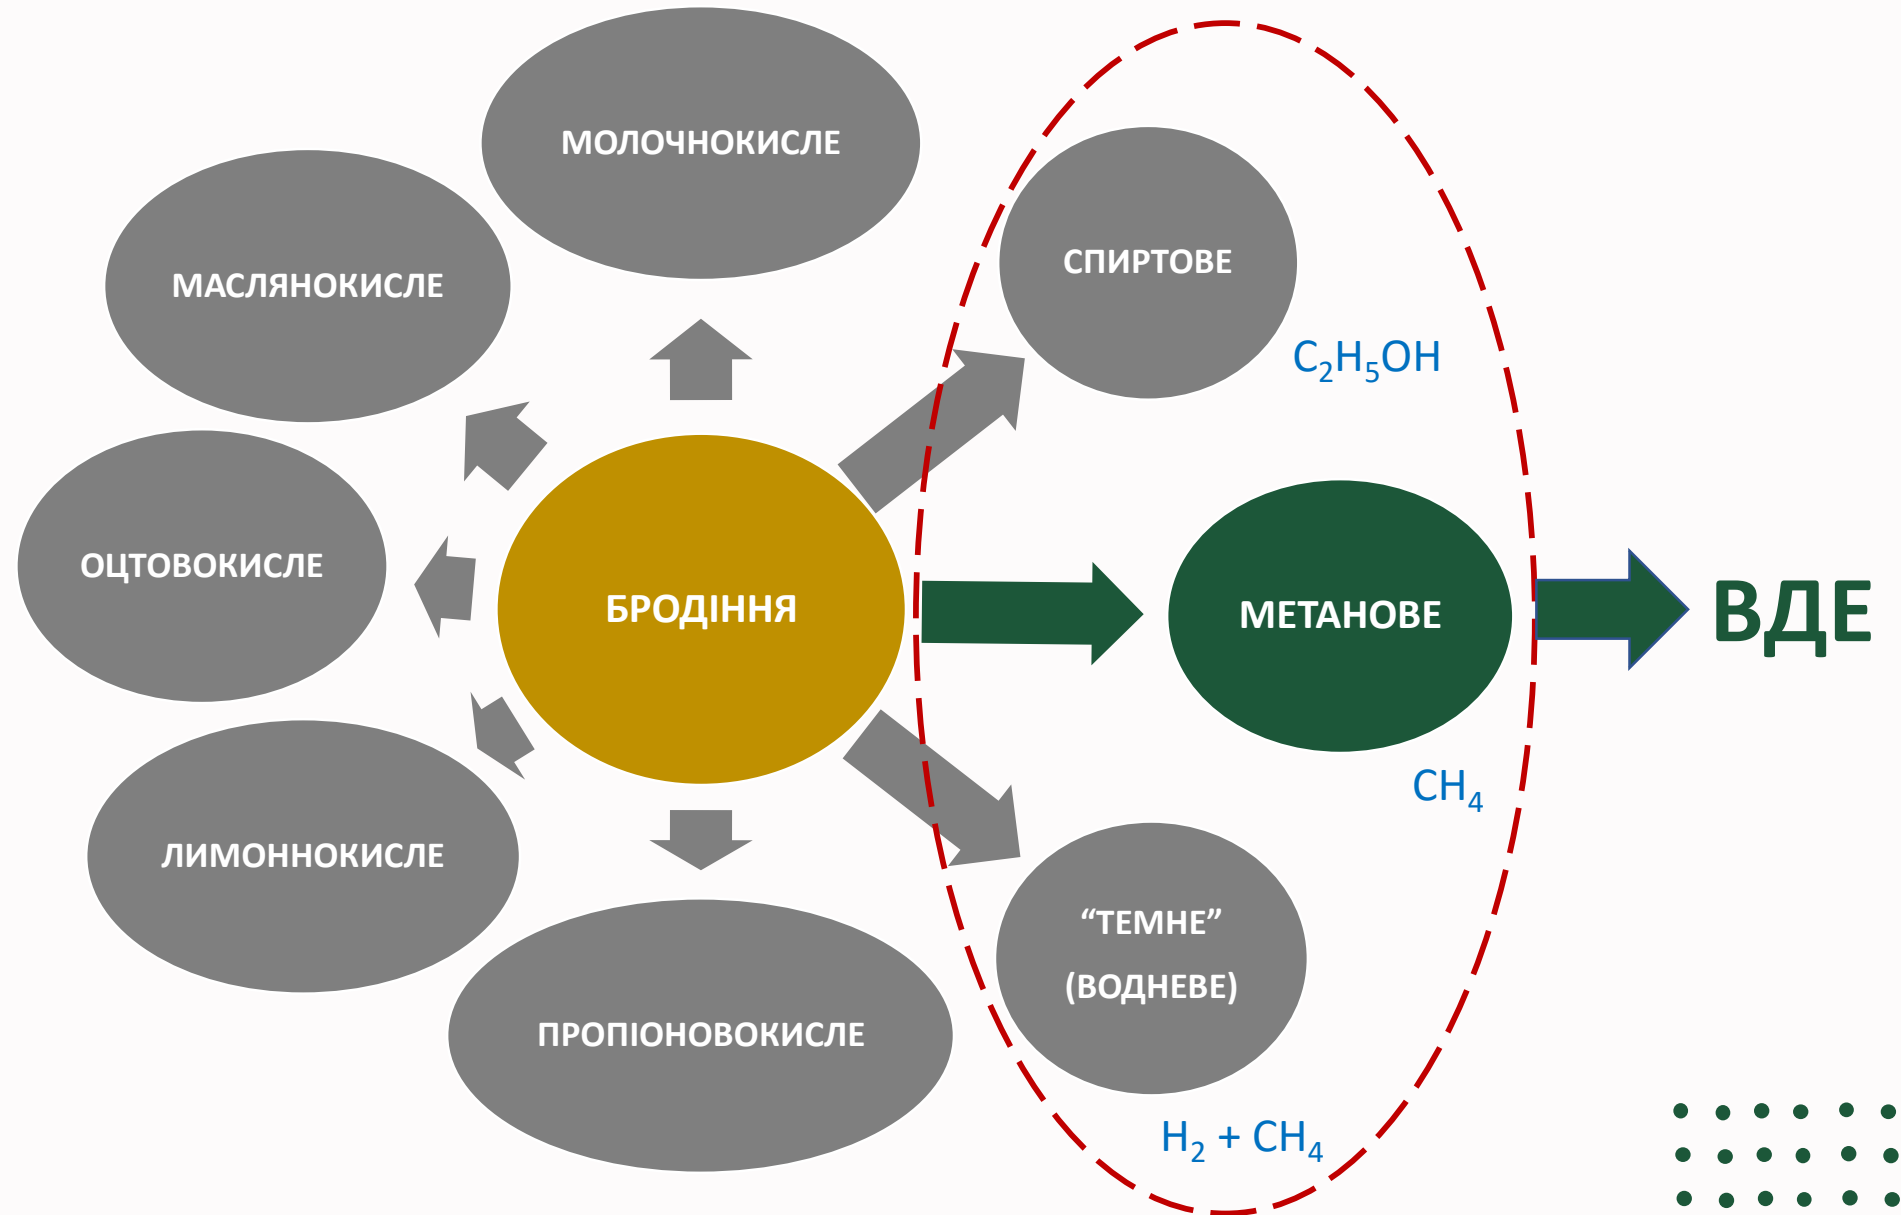 МОЛОЧНОКИСЛЕ
МАСЛЯНОКИСЛЕ
СПИРТОВЕ
C₂H₅OH
ОЦТОВОКИСЛЕ
БРОДІННЯ
МЕТАНОВЕ
ВДЕ
CH₄
ЛИМОННОКИСЛЕ
“ТЕМНЕ”
(ВОДНЕВЕ)
ПРОПІОНОВОКИСЛЕ
H₂ + CH₄